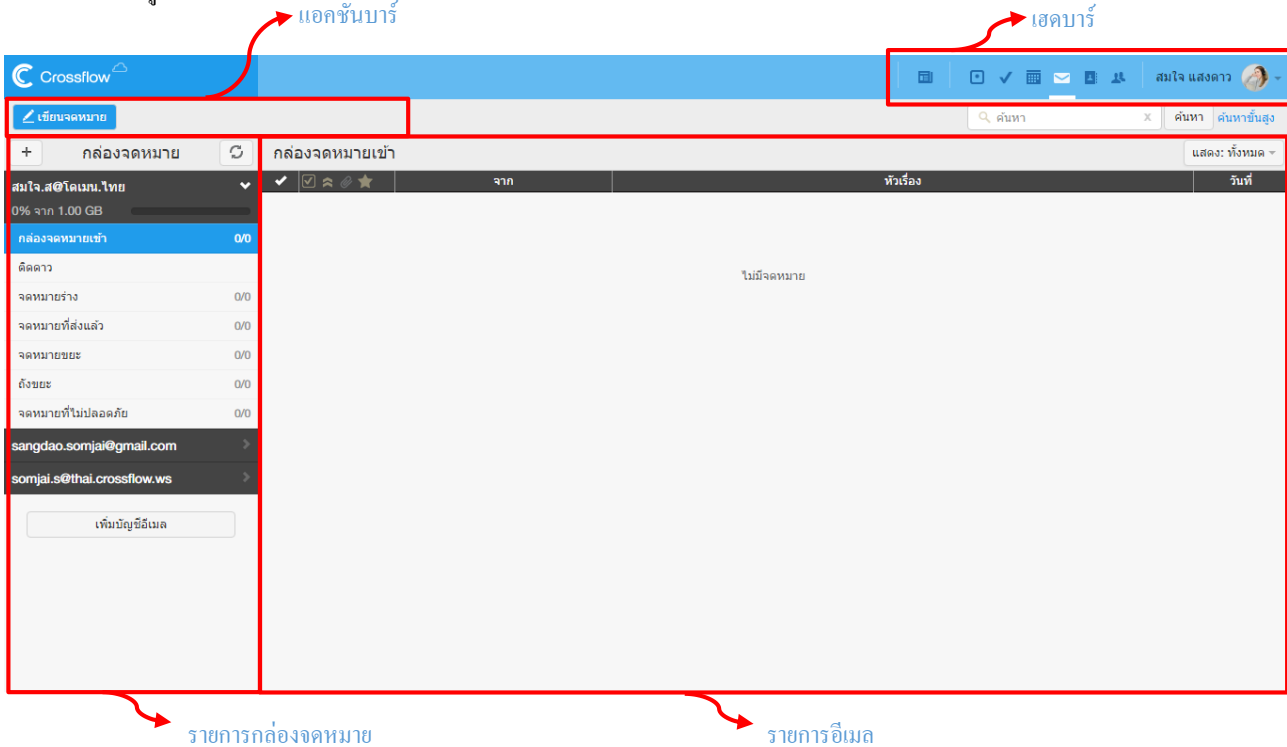 แอคชันบาร์
เฮดบาร์
Crossflow
สมใจ แสงดาว
เขียนจดหมาย
ค้นหา x ค้นหา ค้นหาขั้นสูง
+ กล่องจดหมาย
กล่องจดหมายเข้า
แสดง: ทั้งหมด
สมใจ.ส@โดเมน.ไทย
จาก หัวเรื่อง วันที่
0% จาก 1.00 GB
กล่องจดหมายเข้า 0/0
ติดดาว
ไม่มีจดหมาย
จดหมายร่าง 0/0
จดหมายที่ส่งแล้ว 0/0
จดหมายขยะ 0/0
ถังขยะ 0/0
จดหมายที่ไม่ปลอดภัย 0/0
sangdao.somjai@gmail.com
somjai.s@thai.crossflow.ws
เพิ่มบัญชีอีเมล
รายการกล่องจดหมาย
รายการอีเมล